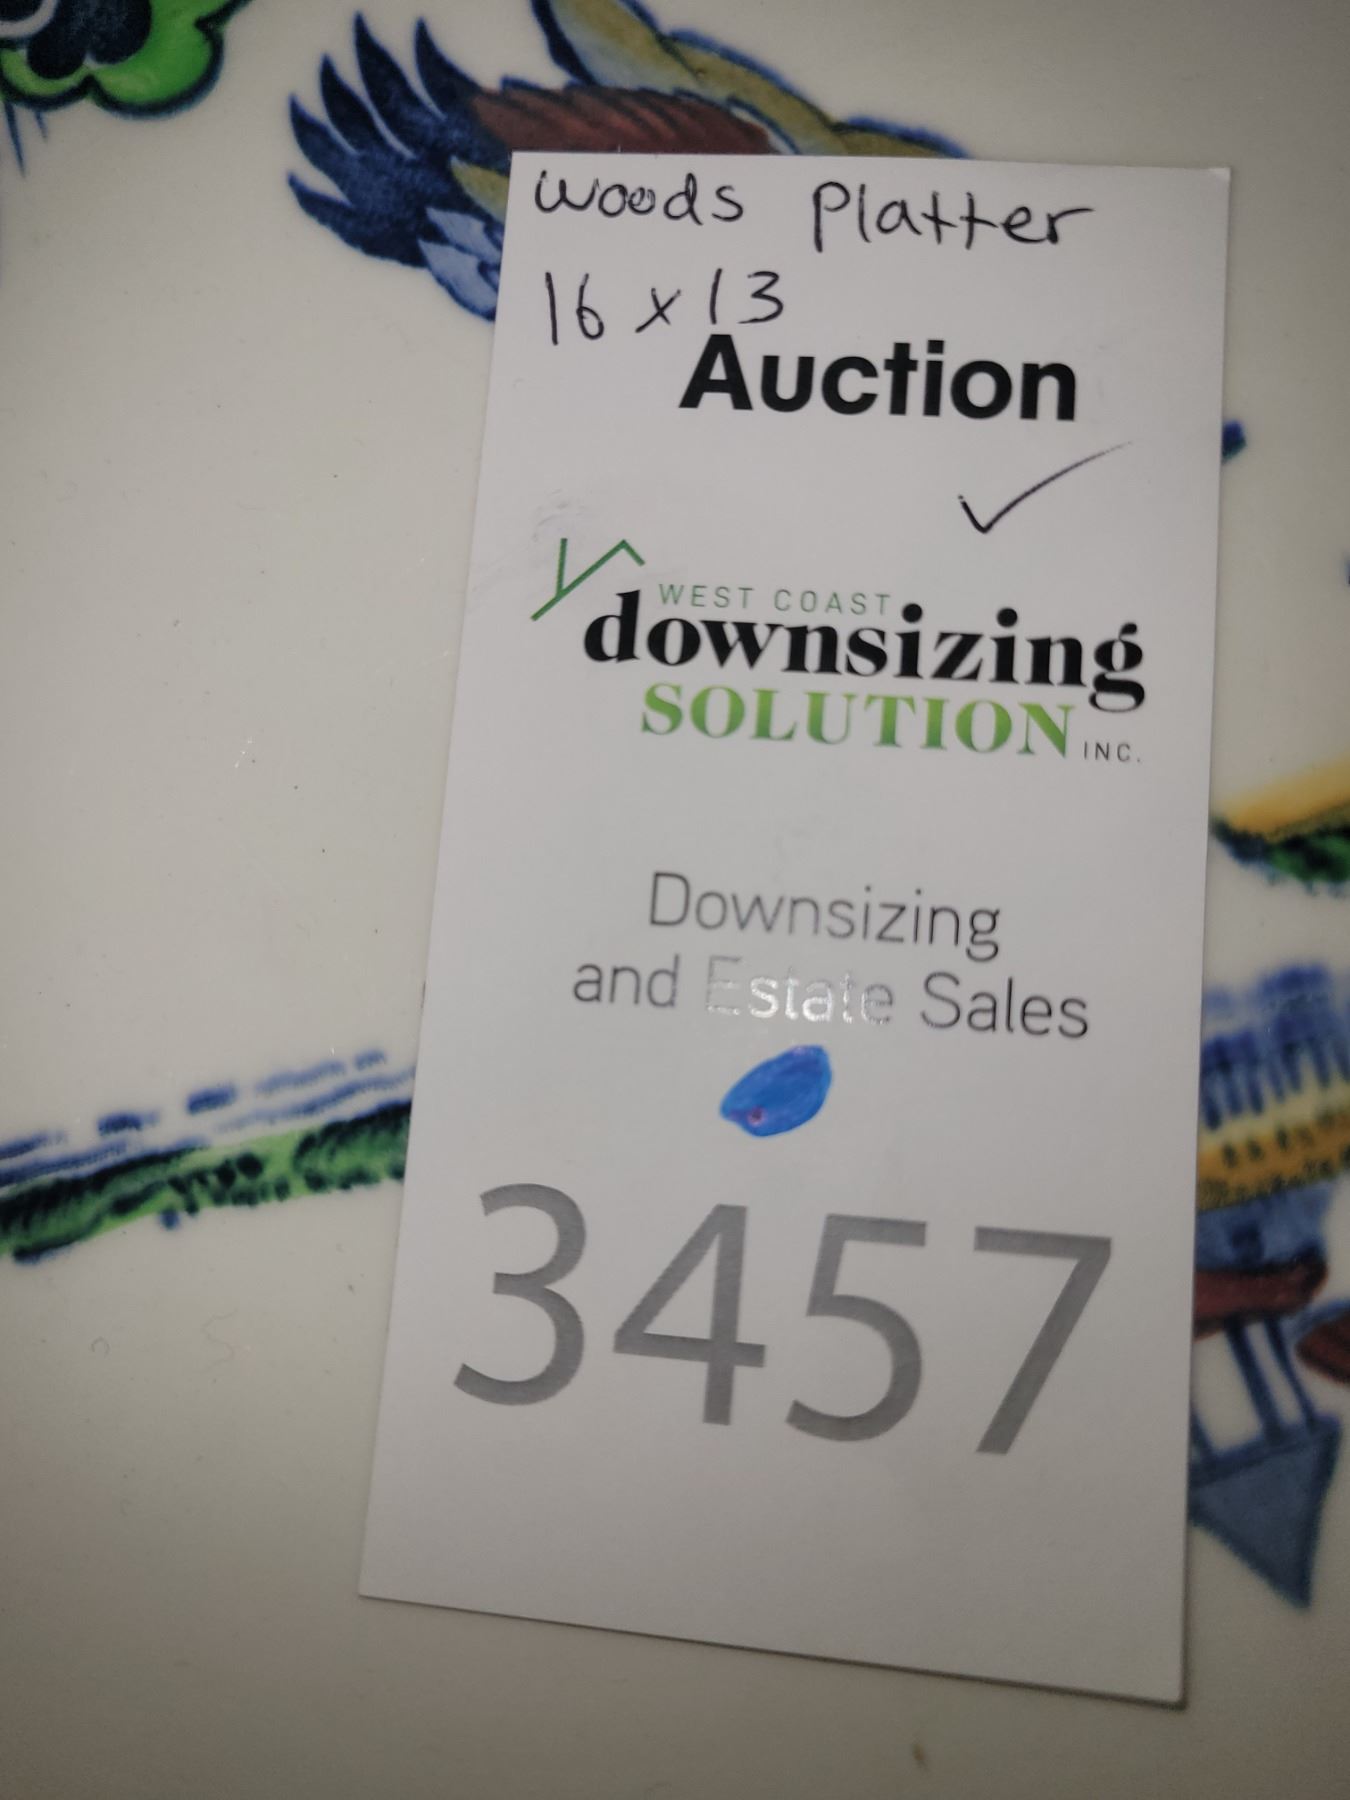 woods Platter
16 x 13
Auction
WEST COAST
downsizing
SOLUTION INC.
Downsizing
and Estate Sales
3457